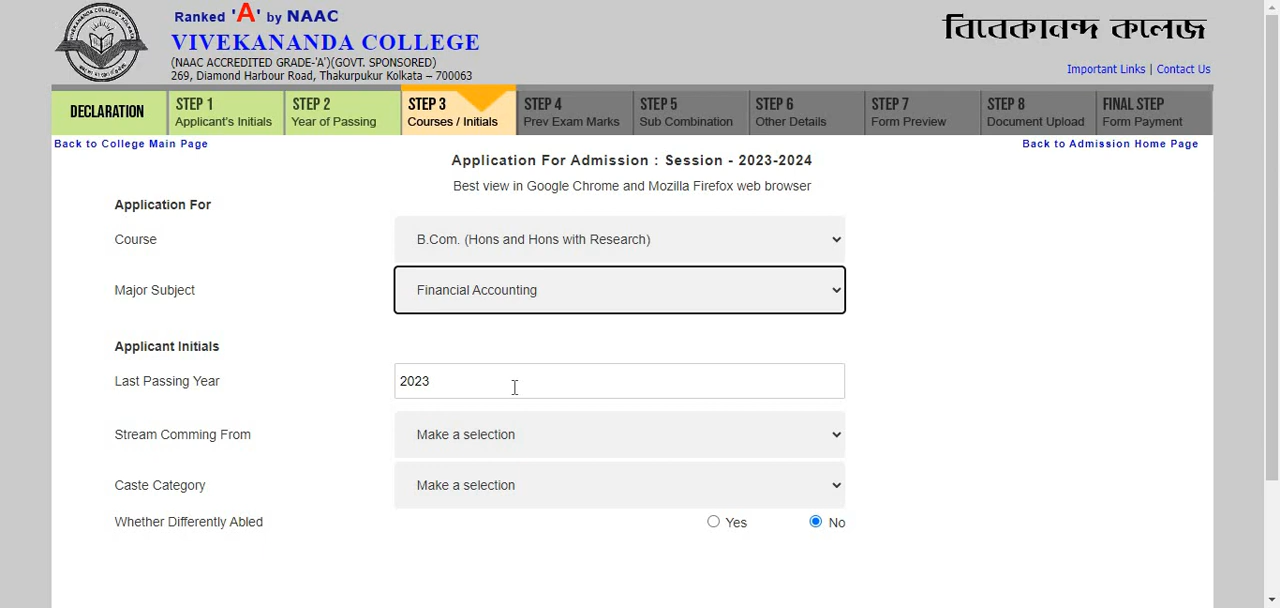 Ranked 'A' by NAAC
VIVEKANANDA COLLEGE
(NAAC ACCREDITED GRADE-'A')(GOVT. SPONSORED)
269, Diamond Harbour Road, Thakurpukur Kolkata – 700063
বিবেকানন্দ কলেজ
Important Links | Contact Us
DECLARATION
STEP 1
Applicant's Initials
STEP 2
Year of Passing
STEP 3
Courses / Initials
STEP 4
Prev Exam Marks
STEP 5
Sub Combination
STEP 6
Other Details
STEP 7
Form Preview
STEP 8
Document Upload
FINAL STEP
Form Payment
Back to College Main Page
Back to Admission Home Page
Application For Admission : Session - 2023-2024
Best view in Google Chrome and Mozilla Firefox web browser
Application For
Course
B.Com. (Hons and Hons with Research)
Major Subject
Financial Accounting
Applicant Initials
Last Passing Year
2023
Stream Comming From
Make a selection
Caste Category
Make a selection
Whether Differently Abled
Yes
No